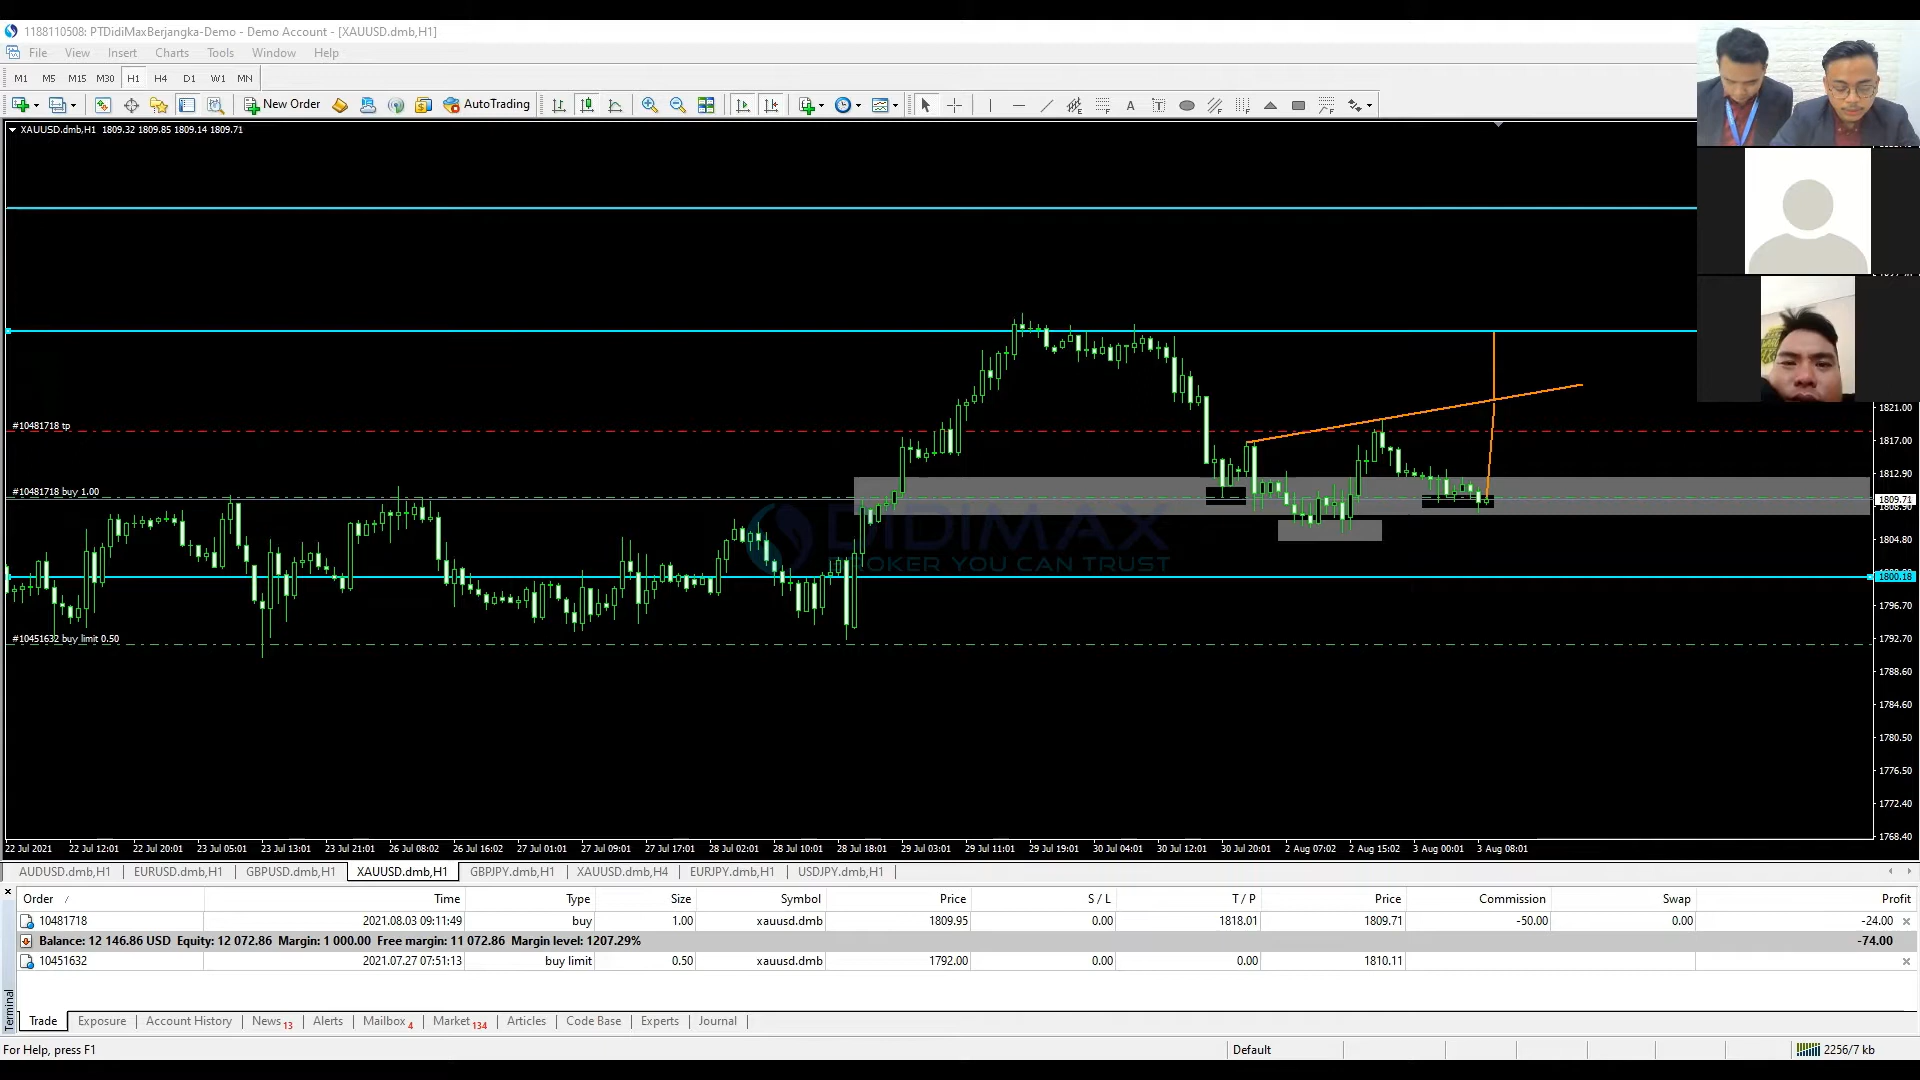 1188110508: PTDidiMaxBerjangka-Demo - Demo Account - [XAUUSD.dmb,H1]
File View Insert Charts Tools Window Help
M1 M5 M15 M30 H1 H4 D1 W1 MN
New Order AutoTrading
XAUUSD.dmb,H1 1809.32 1809.85 1809.14 1809.71
#10481718 tp
#10481718 buy 1.00
#10451632 buy limit 0.50
DIDIMAX
BROKER YOU CAN TRUST
1821.00
1817.00
1812.90
1809.71
1808.90
1804.80
1800.18
1796.70
1792.70
1788.60
1784.60
1780.50
1776.50
1772.40
1768.40
22 Jul 2021 22 Jul 12:01 22 Jul 20:01 23 Jul 05:01 23 Jul 13:01 23 Jul 21:01 26 Jul 08:02 26 Jul 16:02 27 Jul 01:01 27 Jul 09:01 27 Jul 17:01 28 Jul 02:01 28 Jul 10:01 28 Jul 18:01 29 Jul 03:01 29 Jul 11:01 29 Jul 19:01 30 Jul 04:01 30 Jul 12:01 30 Jul 20:01 2 Aug 07:02 2 Aug 15:02 3 Aug 00:01 3 Aug 08:01
AUDUSD.dmb,H1 EURUSD.dmb,H1 GBPUSD.dmb,H1 XAUUSD.dmb,H1 GBPJPY.dmb,H1 XAUUSD.dmb,H4 EURJPY.dmb,H1 USDJPY.dmb,H1
Order / Time Type Size Symbol Price S / L T / P Price Commission Swap Profit
10481718 2021.08.03 09:11:49 buy 1.00 xauusd.dmb 1809.95 0.00 1818.01 1809.71 -50.00 0.00 -24.00
Balance: 12 146.86 USD Equity: 12 072.86 Margin: 1 000.00 Free margin: 11 072.86 Margin level: 1207.29% -74.00
10451632 2021.07.27 07:51:13 buy limit 0.50 xauusd.dmb 1792.00 0.00 0.00 1810.11
Terminal
Trade Exposure Account History News 13 Alerts Mailbox 4 Market 134 Articles Code Base Experts Journal
For Help, press F1 Default 2256/7 kb